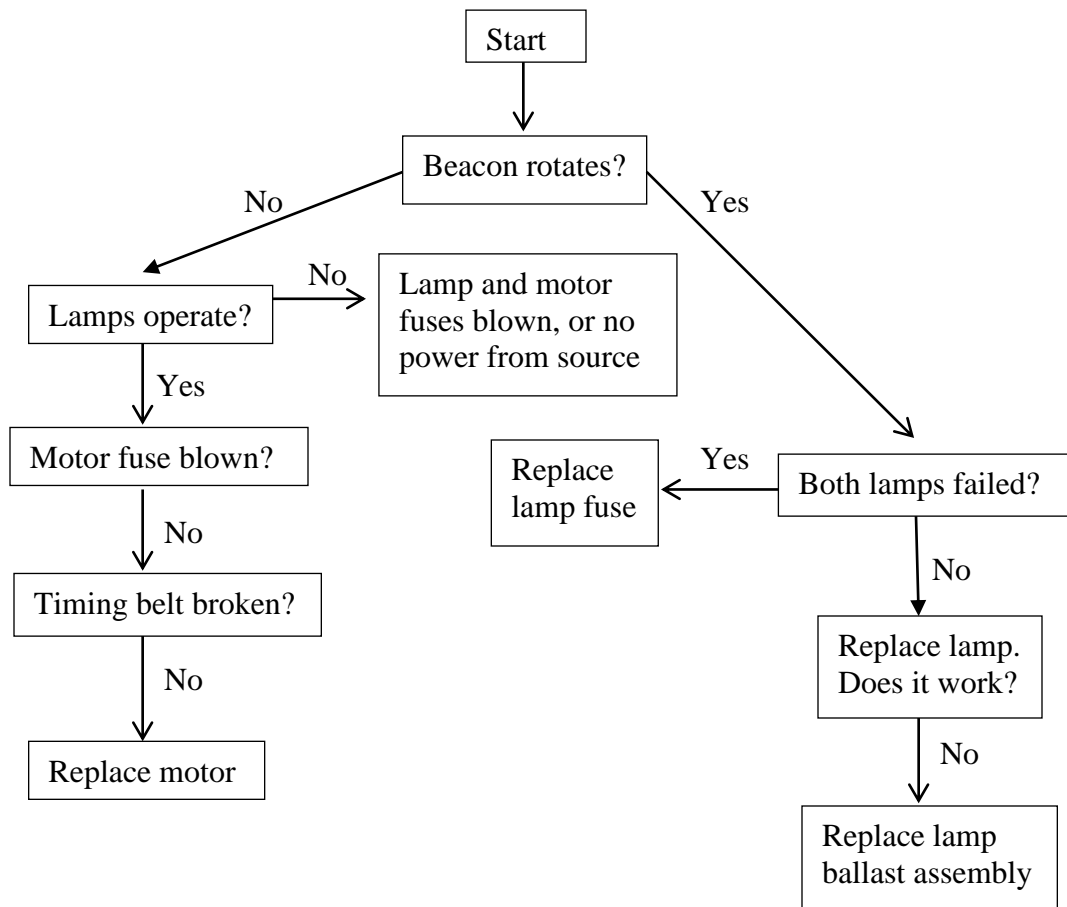 Start
Beacon rotates?
No
Yes
Lamps operate?
No
Lamp and motor
fuses blown, or no
power from source
Yes
Motor fuse blown?
No
Timing belt broken?
No
Replace motor
Both lamps failed?
Yes
Replace
lamp fuse
No
Replace lamp.
Does it work?
No
Replace lamp
ballast assembly